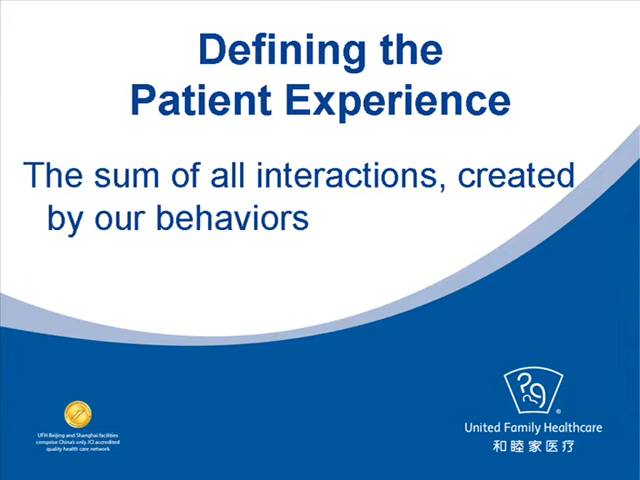 Defining the
Patient Experience
The sum of all interactions, created
by our behaviors
UFH Beijing and Shanghai facilities
comprise China's only JCI accredited
quality health care network
®
United Family Healthcare
和睦家医疗